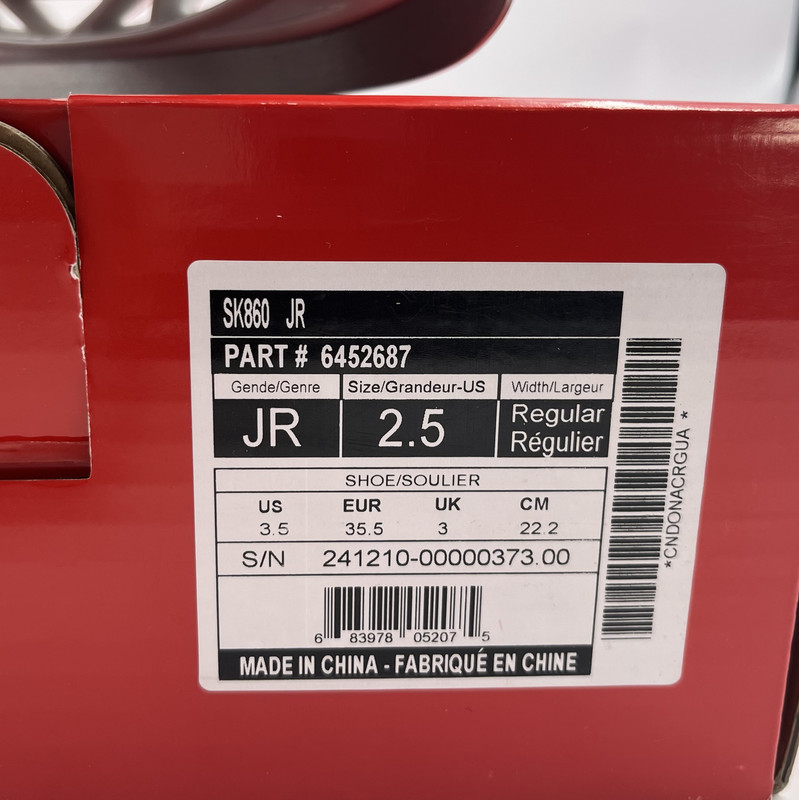 SK860 JR
PART # 6452687
Gende/Genre Size/Grandeur-US Width/Largeur
JR 2.5 Regular
Régulier
SHOE/SOULIER
US EUR UK CM
3.5 35.5 3 22.2
S/N 241210-00000373.00
6 83978 05207 5
MADE IN CHINA - FABRIQUÉ EN CHINE
*CNDONACRGUA *